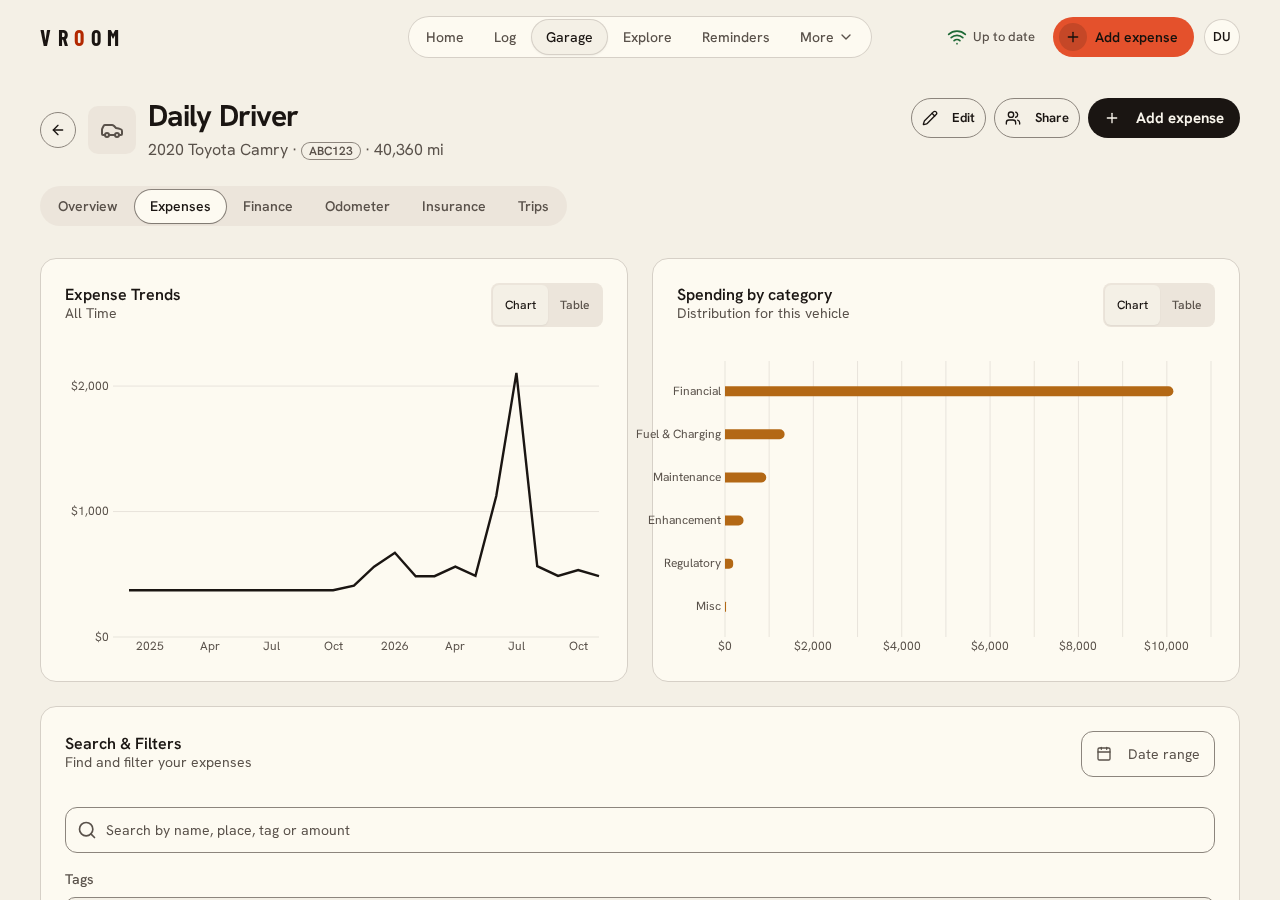 VROOM
Home
Log
Garage
Explore
Reminders
More
Up to date
Add expense
DU
Daily Driver
2020 Toyota Camry · ABC123 · 40,360 mi
Edit
Share
Add expense
Overview
Expenses
Finance
Odometer
Insurance
Trips
Expense Trends
All Time
Chart
Table
$2,000
$1,000
$0
2025
Apr
Jul
Oct
2026
Apr
Jul
Oct
Spending by category
Distribution for this vehicle
Chart
Table
Financial
Fuel & Charging
Maintenance
Enhancement
Regulatory
Misc
$0
$2,000
$4,000
$6,000
$8,000
$10,000
Search & Filters
Find and filter your expenses
Date range
Search by name, place, tag or amount
Tags